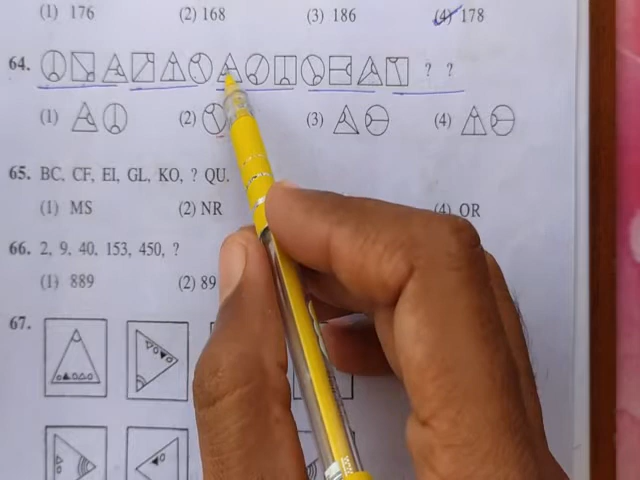 (1) 176 (2) 168 (3) 186 (4) 178
64. ? ?
(1) (2) (3) (4)
65. BC, CF, EI, GL, KO, ? QU.
(1) MS (2) NR (4) OR
66. 2, 9, 40, 153, 450, ?
(1) 889 (2) 89
67.